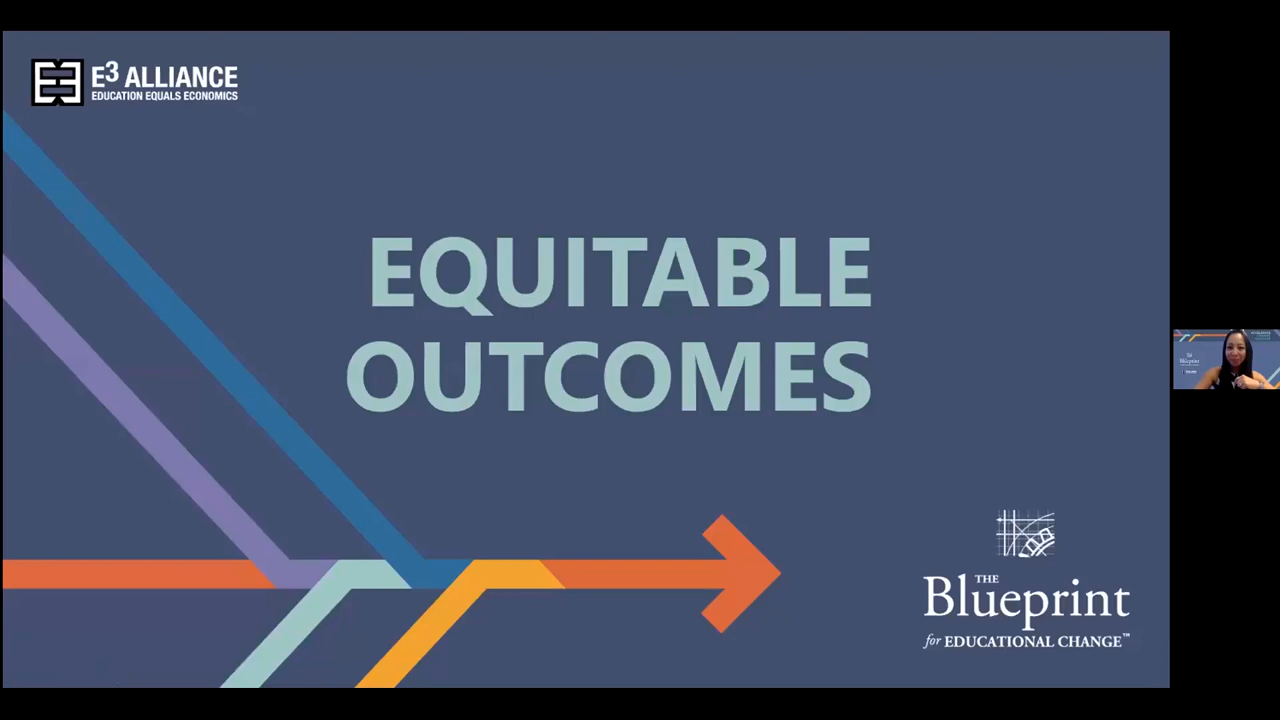 E3 ALLIANCE
EDUCATION EQUALS ECONOMICS
EQUITABLE
OUTCOMES
THE
Blueprint
for EDUCATIONAL CHANGE™